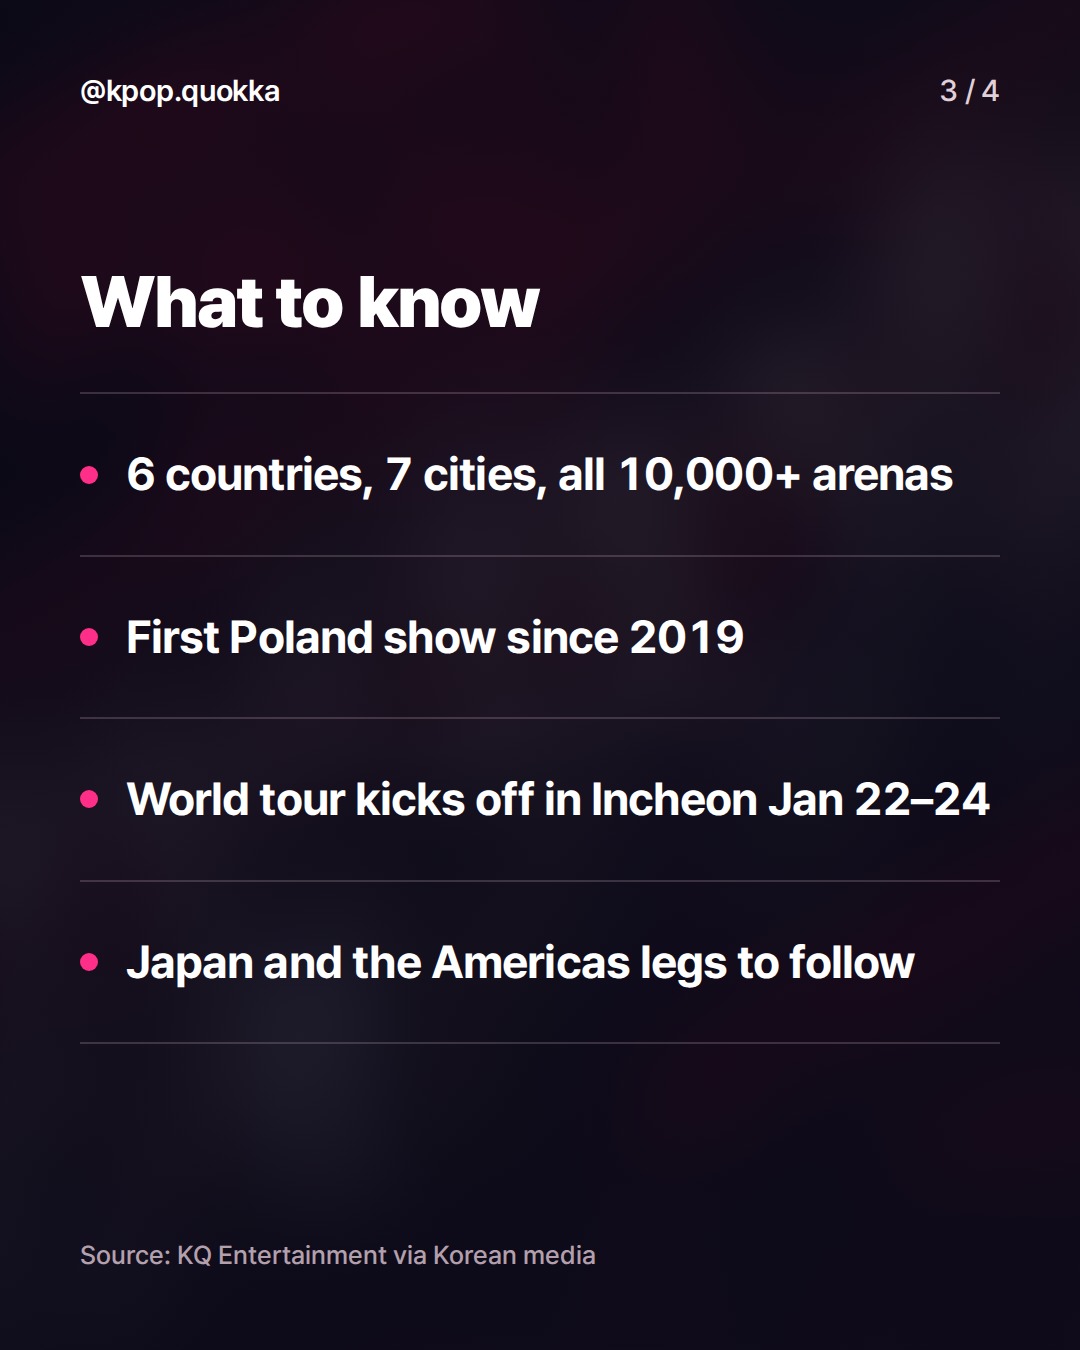 @kpop.quokka
3 / 4
What to know
6 countries, 7 cities, all 10,000+ arenas
First Poland show since 2019
World tour kicks off in Incheon Jan 22–24
Japan and the Americas legs to follow
Source: KQ Entertainment via Korean media